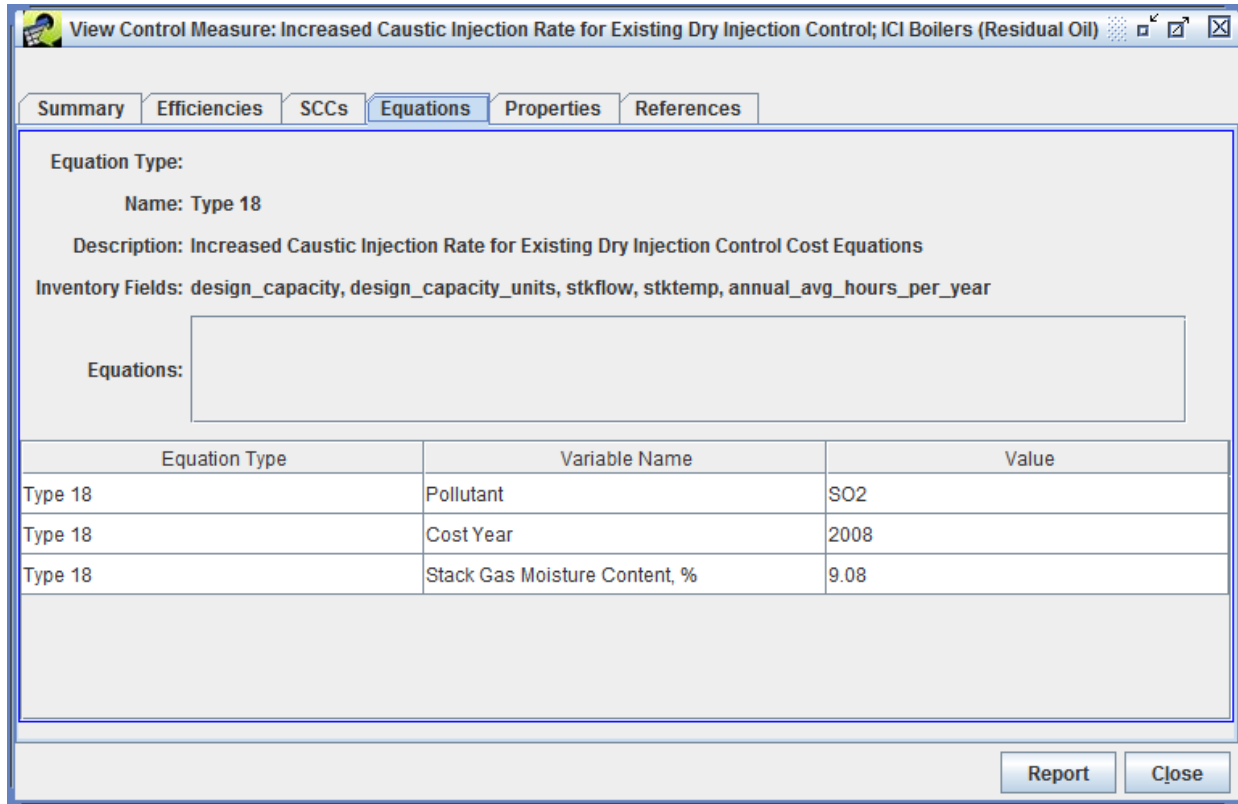 View Control Measure: Increased Caustic Injection Rate for Existing Dry Injection Control; ICI Boilers (Residual Oil)
Summary Efficiencies SCCs Equations Properties References
Equation Type:
Name: Type 18
Description: Increased Caustic Injection Rate for Existing Dry Injection Control Cost Equations
Inventory Fields: design_capacity, design_capacity_units, stkflow, stktemp, annual_avg_hours_per_year
Equations:
Equation Type Variable Name Value
Type 18 Pollutant SO2
Type 18 Cost Year 2008
Type 18 Stack Gas Moisture Content, % 9.08
Report Close